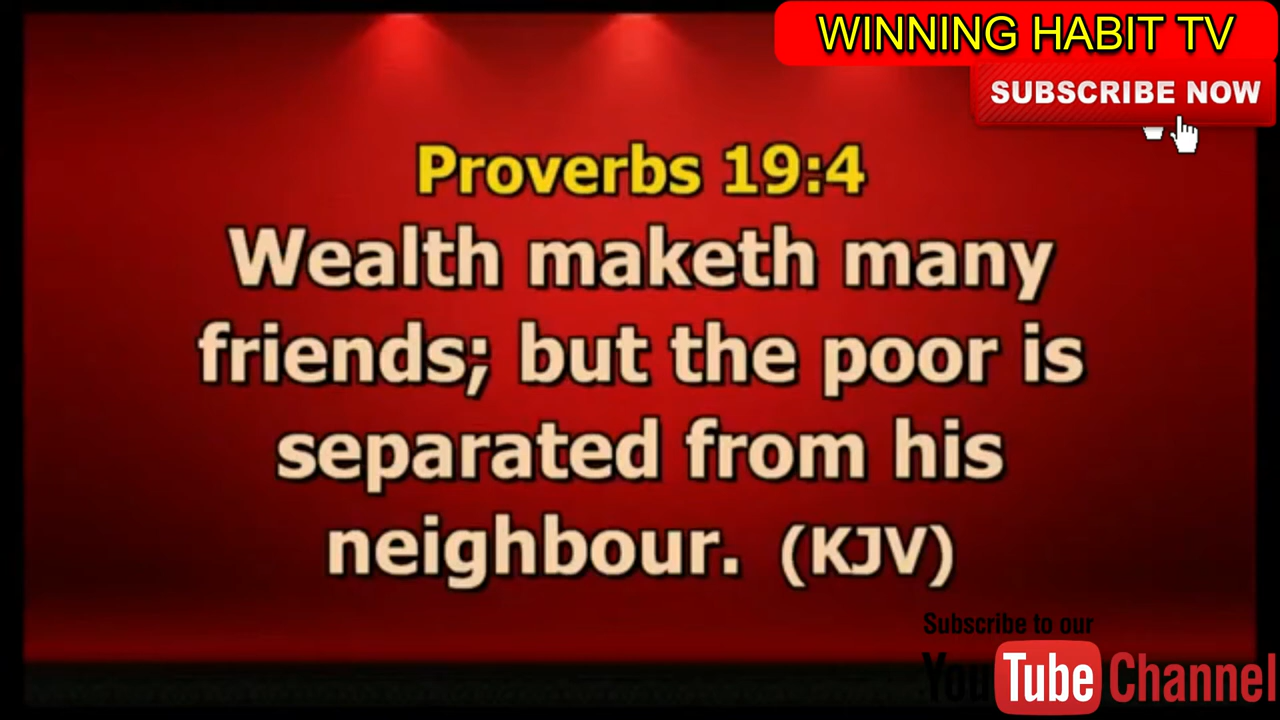 WINNING HABIT TV
SUBSCRIBE NOW
Proverbs 19:4
Wealth maketh many
friends; but the poor is
separated from his
neighbour. (KJV)
Subscribe to our
YouTube Channel